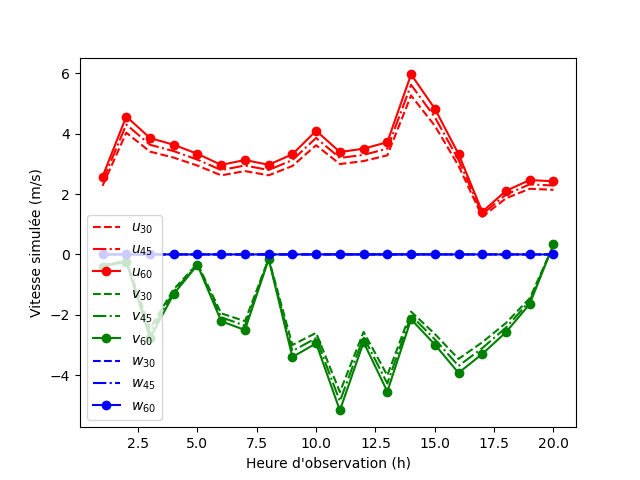 6
4
2
0
−2
−4
Vitesse simulée (m/s)
u₃₀
u₄₅
u₆₀
v₃₀
v₄₅
v₆₀
w₃₀
w₄₅
w₆₀
2.5 5.0 7.5 10.0 12.5 15.0 17.5 20.0
Heure d'observation (h)